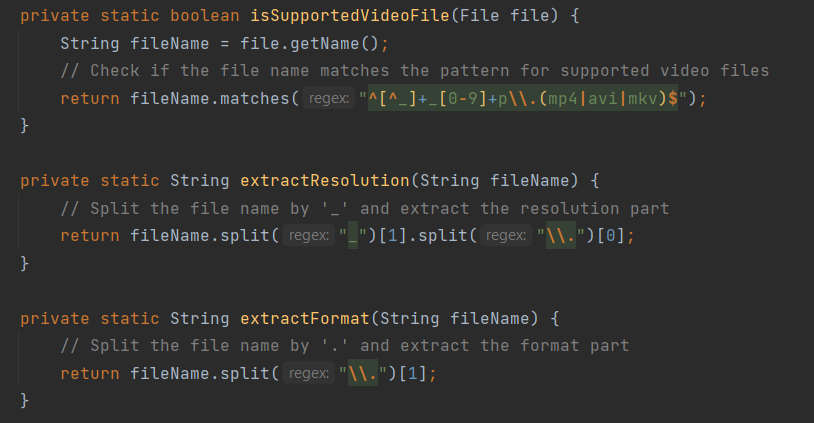 private static boolean isSupportedVideoFile(File file) {
    String fileName = file.getName();
    // Check if the file name matches the pattern for supported video files
    return fileName.matches( regex: "^[^_]+_[0-9]+p\\.(mp4|avi|mkv)$");
}

private static String extractResolution(String fileName) {
    // Split the file name by '_' and extract the resolution part
    return fileName.split( regex: "_")[1].split( regex: "\\.")[0];
}

private static String extractFormat(String fileName) {
    // Split the file name by '.' and extract the format part
    return fileName.split( regex: "\\.")[1];
}